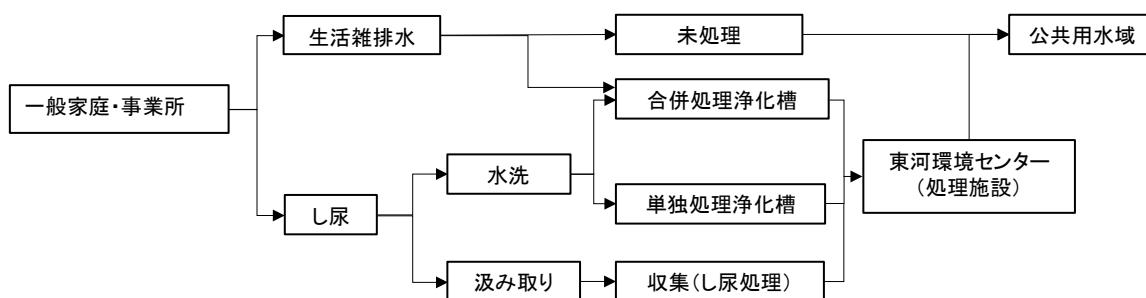 生活雑排水
未処理
公共用水域
一般家庭・事業所
合併処理浄化槽
水洗
東河環境センター
（処理施設）
し尿
単独処理浄化槽
汲み取り
収集(し尿処理)